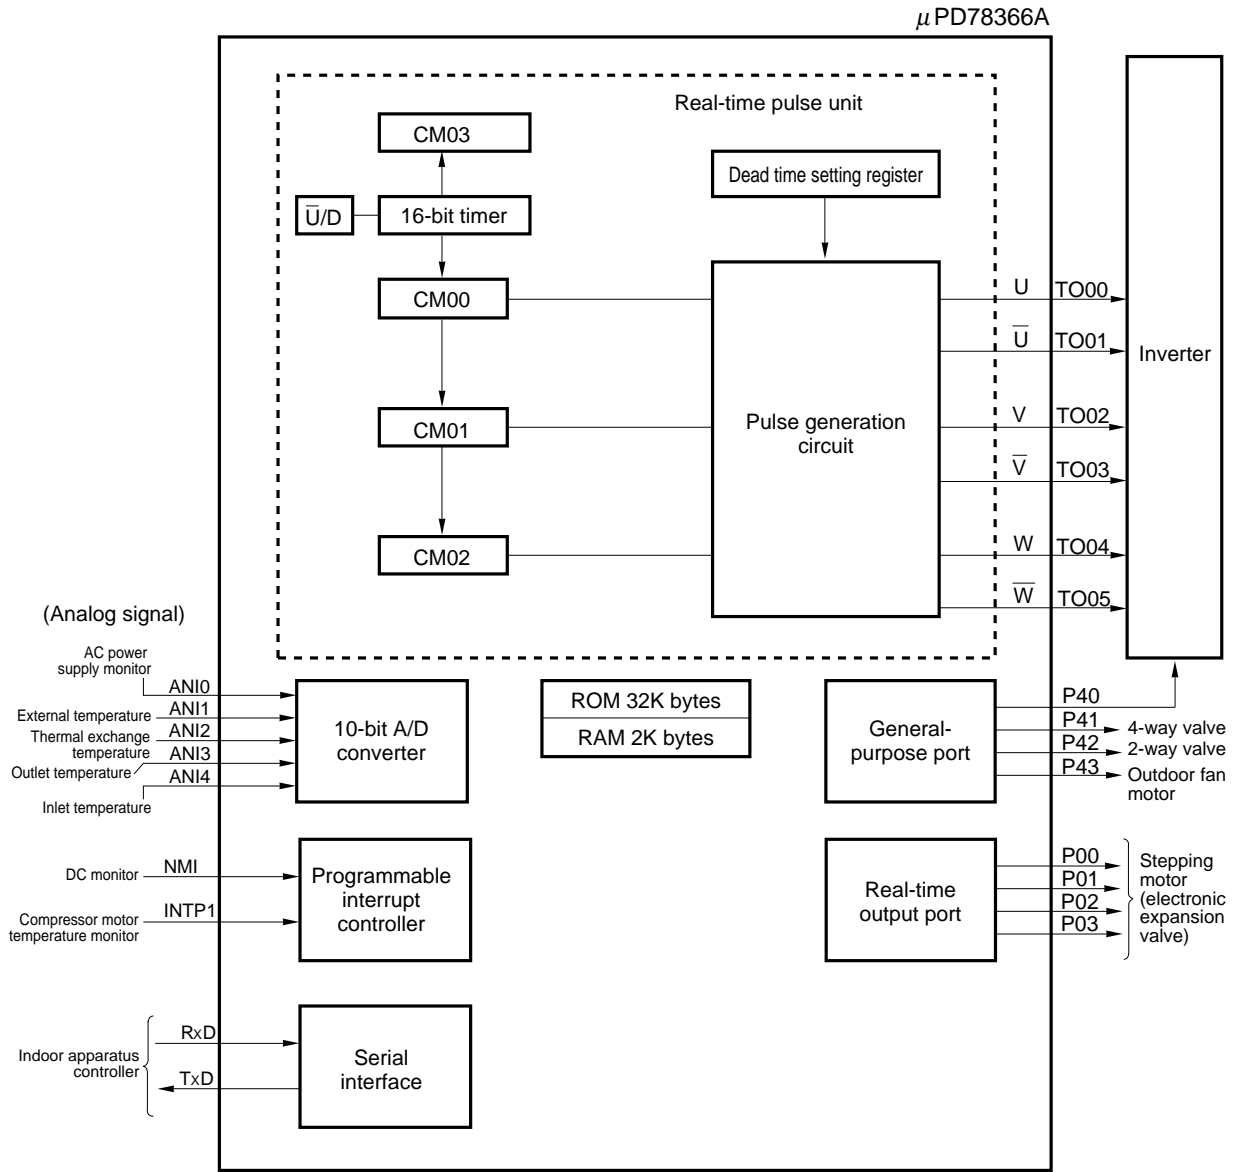 μPD78366A
Real-time pulse unit
CM03
Dead time setting register
U̅/D
16-bit timer
CM00
CM01
CM02
Pulse generation
circuit
U TO00
U̅ TO01
V TO02
V̅ TO03
W TO04
W̅ TO05
Inverter
(Analog signal)
AC power
supply monitor
ANI0
External temperature
ANI1
Thermal exchange
temperature
ANI2
Outlet temperature
ANI3
Inlet temperature
ANI4
10-bit A/D
converter
ROM 32K bytes
RAM 2K bytes
General-
purpose port
P40
P41
4-way valve
P42
2-way valve
P43
Outdoor fan
motor
DC monitor
NMI
Compressor motor
temperature monitor
INTP1
Programmable
interrupt
controller
Real-time
output port
P00
P01
P02
P03
Stepping
motor
(electronic
expansion
valve)
Indoor apparatus
controller
RxD
TxD
Serial
interface